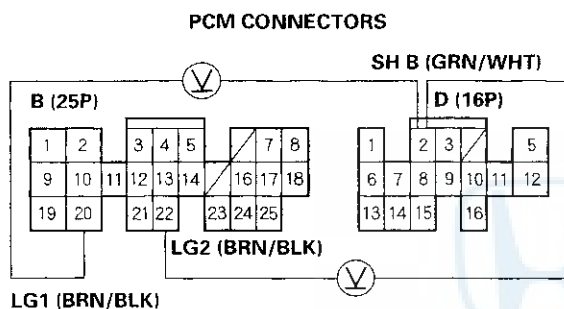 PCM CONNECTORS
SH B (GRN/WHT)
V
B (25P)
D (16P)
1 2 3 4 5 7 8 1 2 3 5
9 10 11 12 13 14 16 17 18 6 7 8 9 10 11 12
19 20 21 22 23 24 25 13 14 15 16
LG2 (BRN/BLK)
V
LG1 (BRN/BLK)